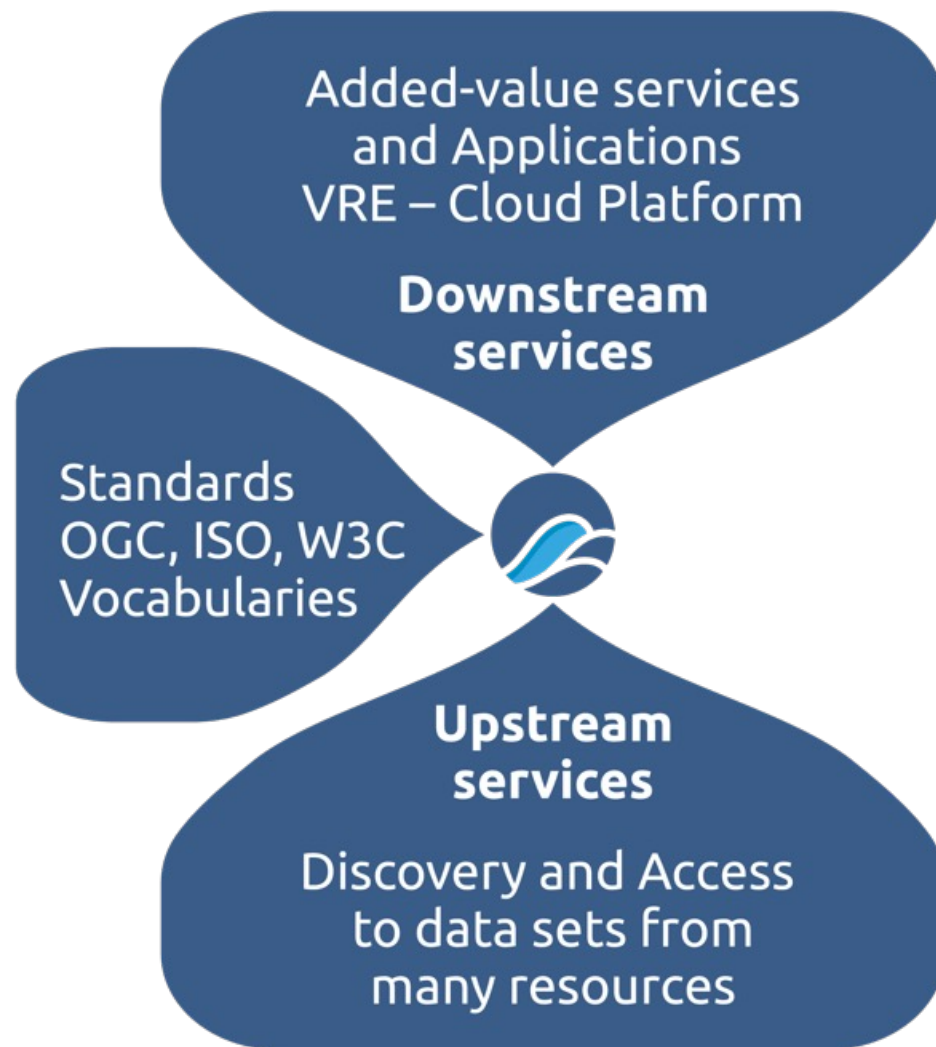 Added-value services
and Applications
VRE – Cloud Platform
Downstream
services
Standards
OGC, ISO, W3C
Vocabularies
Upstream
services
Discovery and Access
to data sets from
many resources